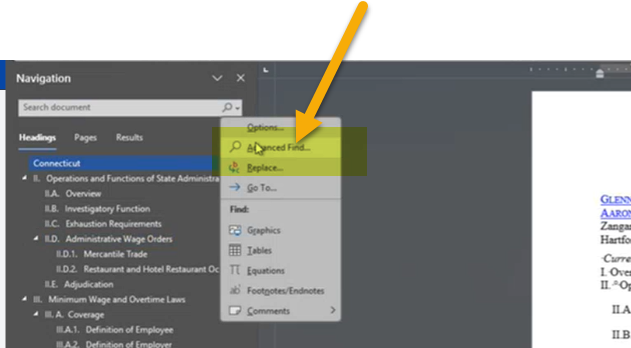 Navigation
Search document
Headings Pages Results
Connecticut
II. Operations and Functions of State Administra
II.A. Overview
II.B. Investigatory Function
II.C. Exhaustion Requirements
II.D. Administrative Wage Orders
II.D.1. Mercantile Trade
II.D.2. Restaurant and Hotel Restaurant Oc
II.E. Adjudication
III. Minimum Wage and Overtime Laws
III. A. Coverage
III.A.1. Definition of Employee
III.A.2. Definition of Employer
Options...
Advanced Find...
Replace...
Go To...
Find:
Graphics
Tables
Equations
Footnotes/Endnotes
Comments
GLENN
AARON
Zangar
Hartfo
Curre
I. Over
II. Op
II.A
II.B